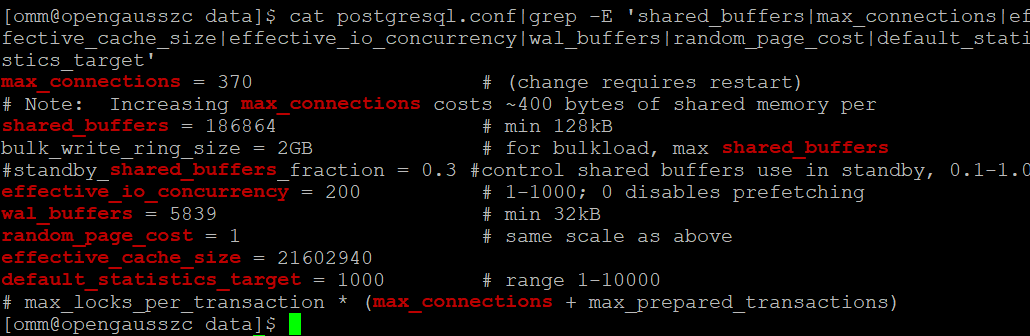 [omm@opengausszc data]$ cat postgresql.conf|grep -E 'shared_buffers|max_connections|ef
fective_cache_size|effective_io_concurrency|wal_buffers|random_page_cost|default_stati
stics_target'
max_connections = 370                   # (change requires restart)
# Note:  Increasing max_connections costs ~400 bytes of shared memory per
shared_buffers = 186864                 # min 128kB
bulk_write_ring_size = 2GB              # for bulkload, max shared_buffers
#standby_shared_buffers_fraction = 0.3 #control shared buffers use in standby, 0.1-1.0
effective_io_concurrency = 200          # 1-1000; 0 disables prefetching
wal_buffers = 5839                      # min 32kB
random_page_cost = 1                    # same scale as above
effective_cache_size = 21602940
default_statistics_target = 1000        # range 1-10000
# max_locks_per_transaction * (max_connections + max_prepared_transactions)
[omm@opengausszc data]$